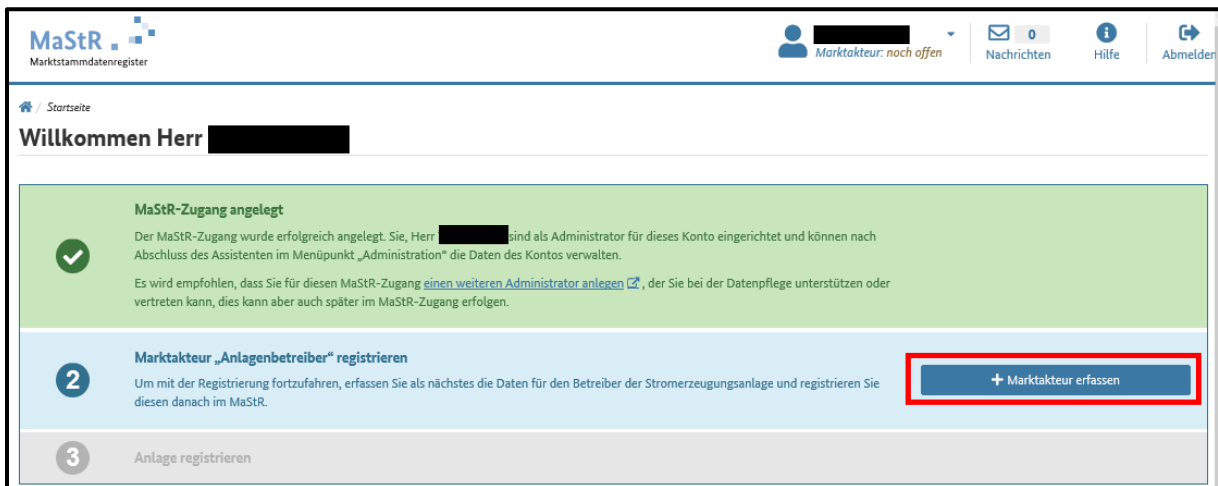 MaStR
Marktstammdatenregister
Marktakteur: noch offen
0
Nachrichten
Hilfe
Abmelden
/ Startseite
Willkommen Herr
MaStR-Zugang angelegt
Der MaStR-Zugang wurde erfolgreich angelegt. Sie, Herr sind als Administrator für dieses Konto eingerichtet und können nach
Abschluss des Assistenten im Menüpunkt „Administration" die Daten des Kontos verwalten.
Es wird empfohlen, dass Sie für diesen MaStR-Zugang einen weiteren Administrator anlegen , der Sie bei der Datenpflege unterstützen oder
vertreten kann, dies kann aber auch später im MaStR-Zugang erfolgen.
2
Marktakteur „Anlagenbetreiber" registrieren
Um mit der Registrierung fortzufahren, erfassen Sie als nächstes die Daten für den Betreiber der Stromerzeugungsanlage und registrieren Sie
diesen danach im MaStR.
+ Marktakteur erfassen
3
Anlage registrieren